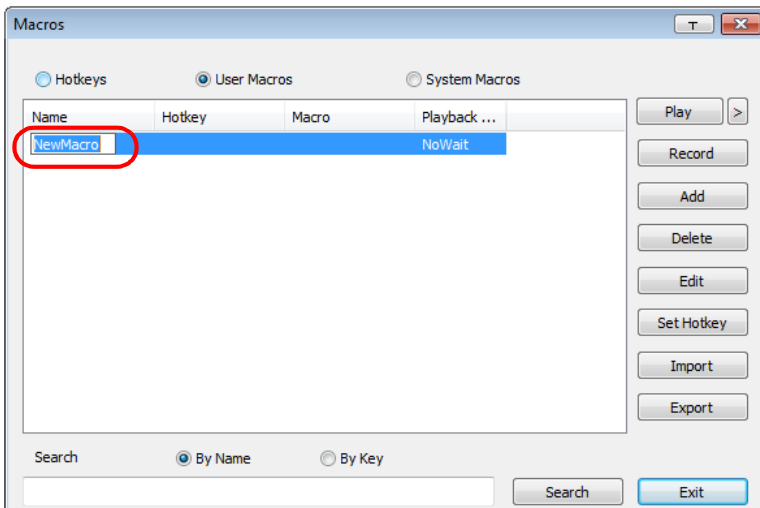 Macros
Hotkeys User Macros System Macros
Name Hotkey Macro Playback ... Play >
NewMacro NoWait
Record
Add
Delete
Edit
Set Hotkey
Import
Export
Search By Name By Key
Search Exit